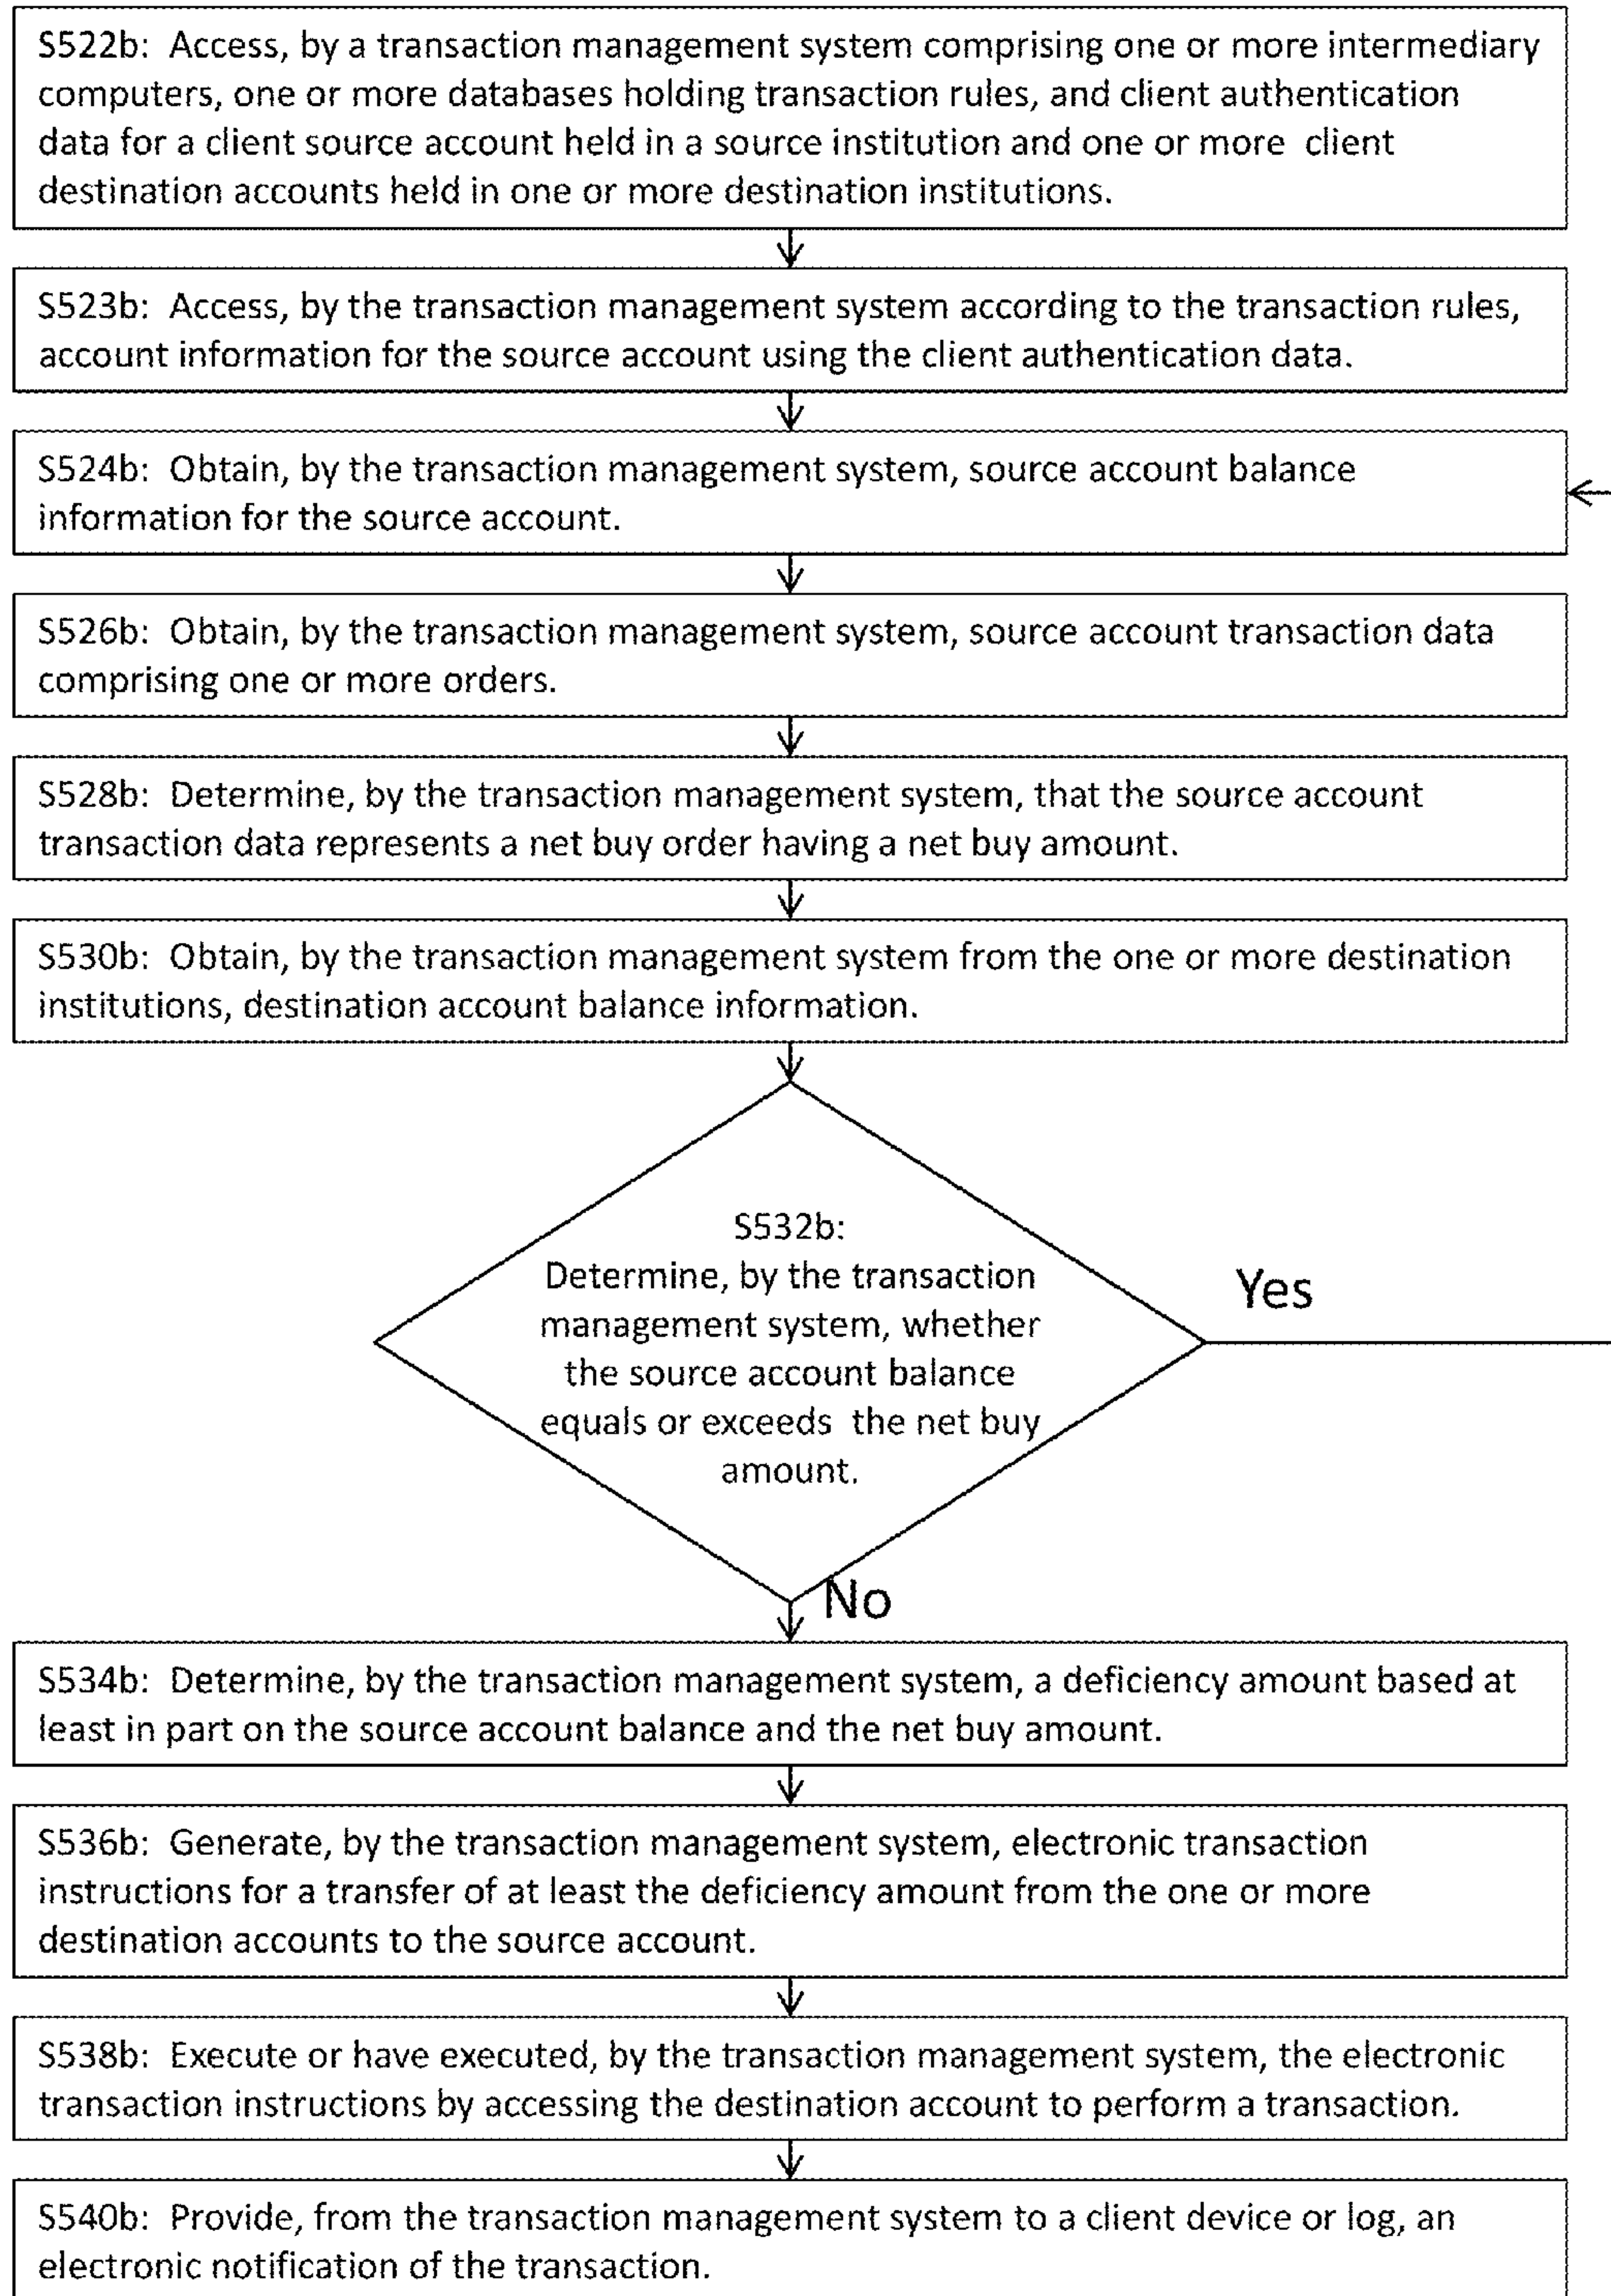 S522b: Access, by a transaction management system comprising one or more intermediary
computers, one or more databases holding transaction rules, and client authentication
data for a client source account held in a source institution and one or more client
destination accounts held in one or more destination institutions.
S523b: Access, by the transaction management system according to the transaction rules,
account information for the source account using the client authentication data.
S524b: Obtain, by the transaction management system, source account balance
information for the source account.
S526b: Obtain, by the transaction management system, source account transaction data
comprising one or more orders.
S528b: Determine, by the transaction management system, that the source account
transaction data represents a net buy order having a net buy amount.
S530b: Obtain, by the transaction management system from the one or more destination
institutions, destination account balance information.
S532b:
Determine, by the transaction
management system, whether
the source account balance
equals or exceeds the net buy
amount.
Yes
No
S534b: Determine, by the transaction management system, a deficiency amount based at
least in part on the source account balance and the net buy amount.
S536b: Generate, by the transaction management system, electronic transaction
instructions for a transfer of at least the deficiency amount from the one or more
destination accounts to the source account.
S538b: Execute or have executed, by the transaction management system, the electronic
transaction instructions by accessing the destination account to perform a transaction.
S540b: Provide, from the transaction management system to a client device or log, an
electronic notification of the transaction.